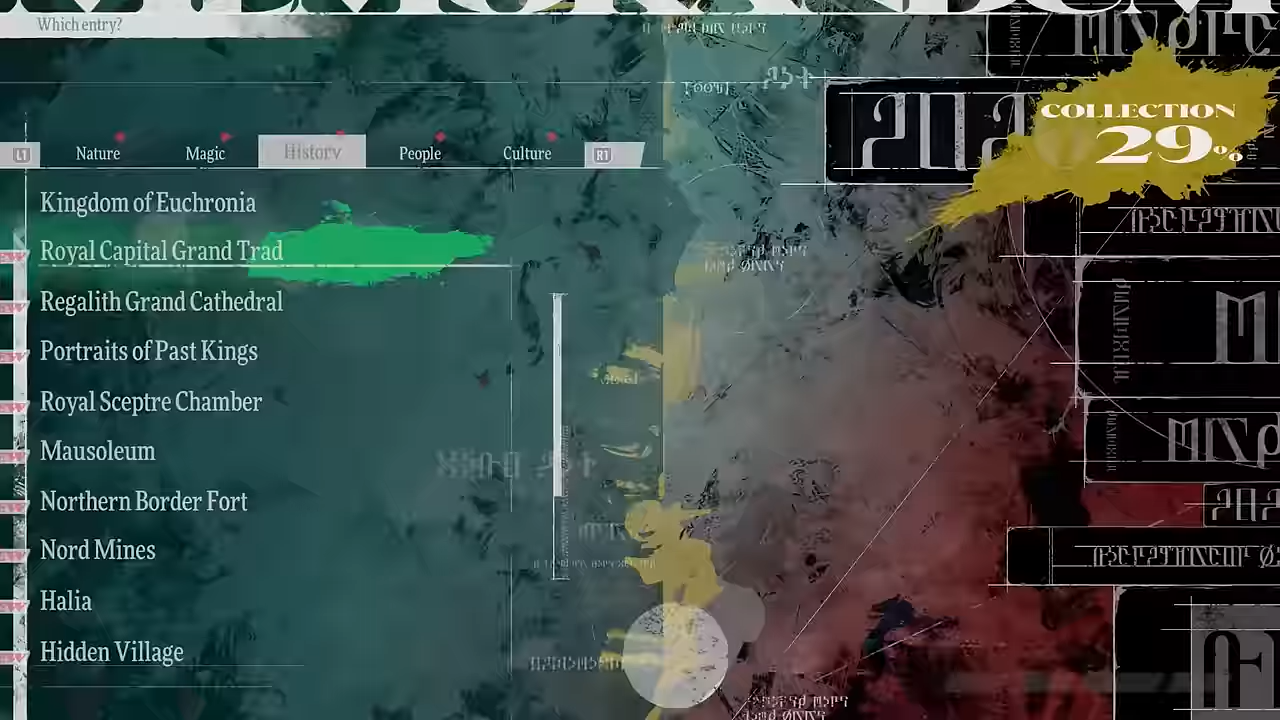 MEMORANDUM
Which entry?
COLLECTION
29%
L1
Nature
Magic
History
People
Culture
R1
Kingdom of Euchronia
Royal Capital Grand Trad
Regalith Grand Cathedral
Portraits of Past Kings
Royal Sceptre Chamber
Mausoleum
Northern Border Fort
Nord Mines
Halia
Hidden Village